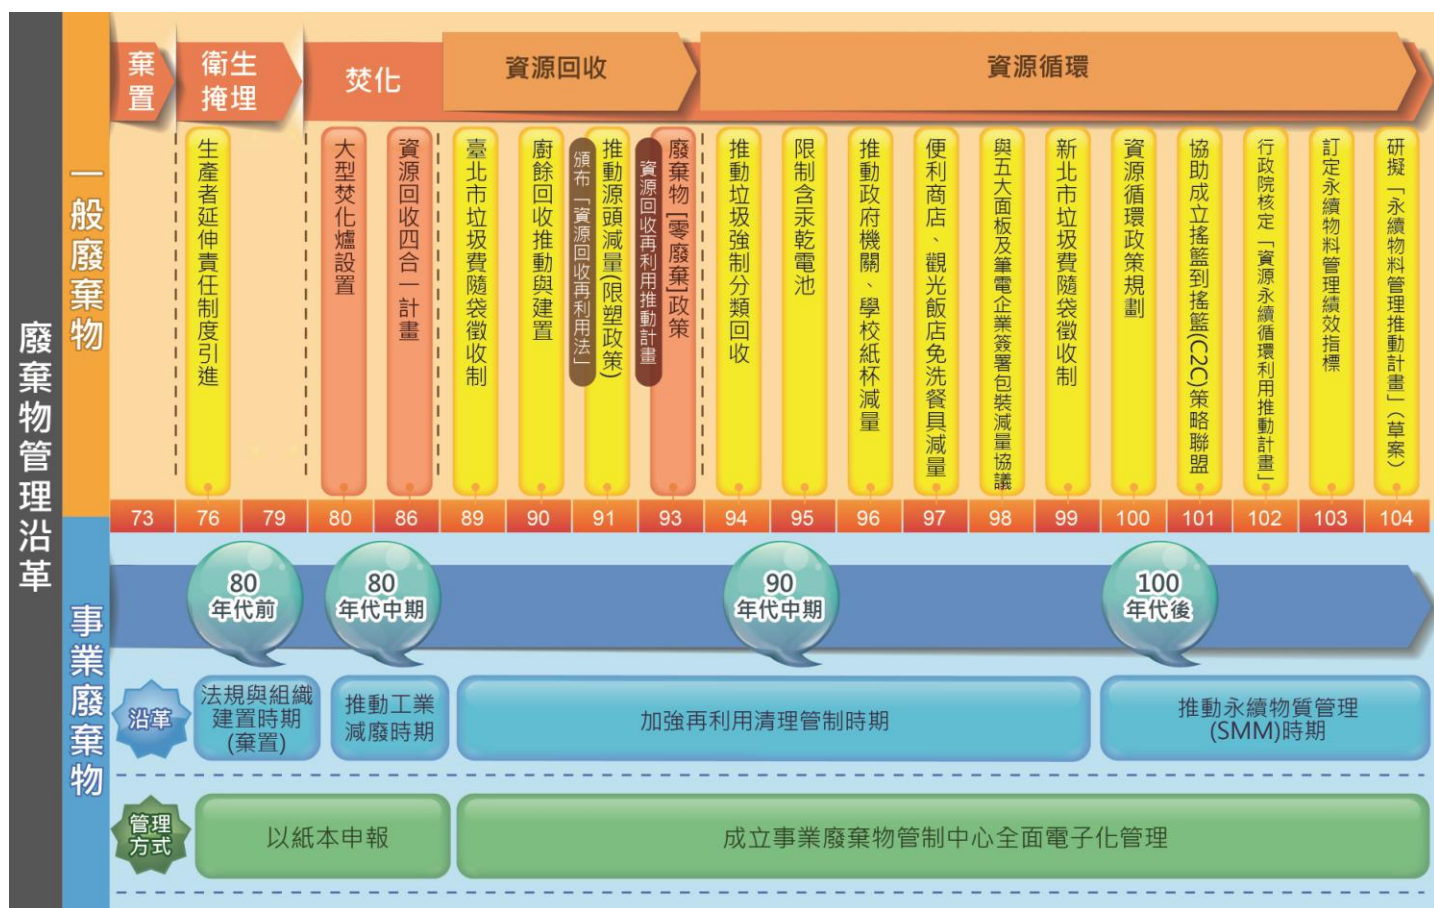 廢棄物管理沿革
一般廢棄物
棄置
衛生掩埋
焚化
資源回收
資源循環
生產者延伸責任制度引進
大型焚化爐設置
資源回收四合一計畫
臺北市垃圾費隨袋徵收制
廚餘回收推動與建置
頒布「資源回收再利用法」
推動源頭減量(限塑政策)
資源回收再利用推動計畫
廢棄物[零廢棄]政策
推動垃圾強制分類回收
限制含汞乾電池
推動政府機關、學校紙杯減量
便利商店、觀光飯店免洗餐具減量
與五大面板及筆電企業簽署包裝減量協議
新北市垃圾費隨袋徵收制
資源循環政策規劃
協助成立搖籃到搖籃(C2C)策略聯盟
行政院核定「資源永續循環利用推動計畫」
訂定永續物料管理績效指標
研擬「永續物料管理推動計畫」(草案)
73 76 79 80 86 89 90 91 93 94 95 96 97 98 99 100 101 102 103 104
事業廢棄物
80
年代前
80
年代中期
90
年代中期
100
年代後
沿革
法規與組織
建置時期
(棄置)
推動工業
減廢時期
加強再利用清理管制時期
推動永續物質管理
(SMM)時期
管理
方式
以紙本申報
成立事業廢棄物管制中心全面電子化管理